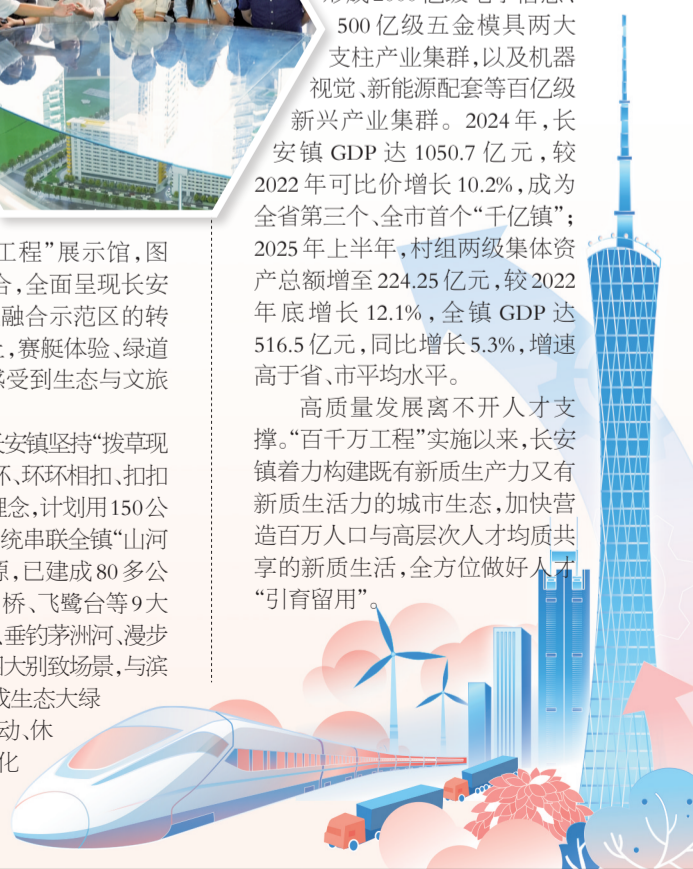 工程”展示馆,图
合,全面呈现长安
融合示范区的转
上,赛艇体验、绿道
感受到生态与文旅
长安镇坚持“拨草现
环、环环相扣、扣扣
理念,计划用150公
统串联全镇“山河
源,已建成80多公
桥、飞鹭台等9大
、垂钓茅洲河、漫步
大别致场景,与滨
成生态大绿
动、休
化
500亿级五金模具两大
支柱产业集群,以及机器
视觉、新能源配套等百亿级
新兴产业集群。2024年,长
安镇GDP达1050.7亿元,较
2022年可比价增长10.2%,成为
全省第三个、全市首个“千亿镇”;
2025年上半年,村组两级集体资
产总额增至224.25亿元,较2022
年底增长12.1%,全镇GDP达
516.5亿元,同比增长5.3%,增速
高于省、市平均水平。
高质量发展离不开人才支
撑。“百千万工程”实施以来,长安
镇着力构建既有新质生产力又有
新质生活力的城市生态,加快营
造百万人口与高层次人才均质共
享的新质生活,全方位做好人才
“引育留用”。